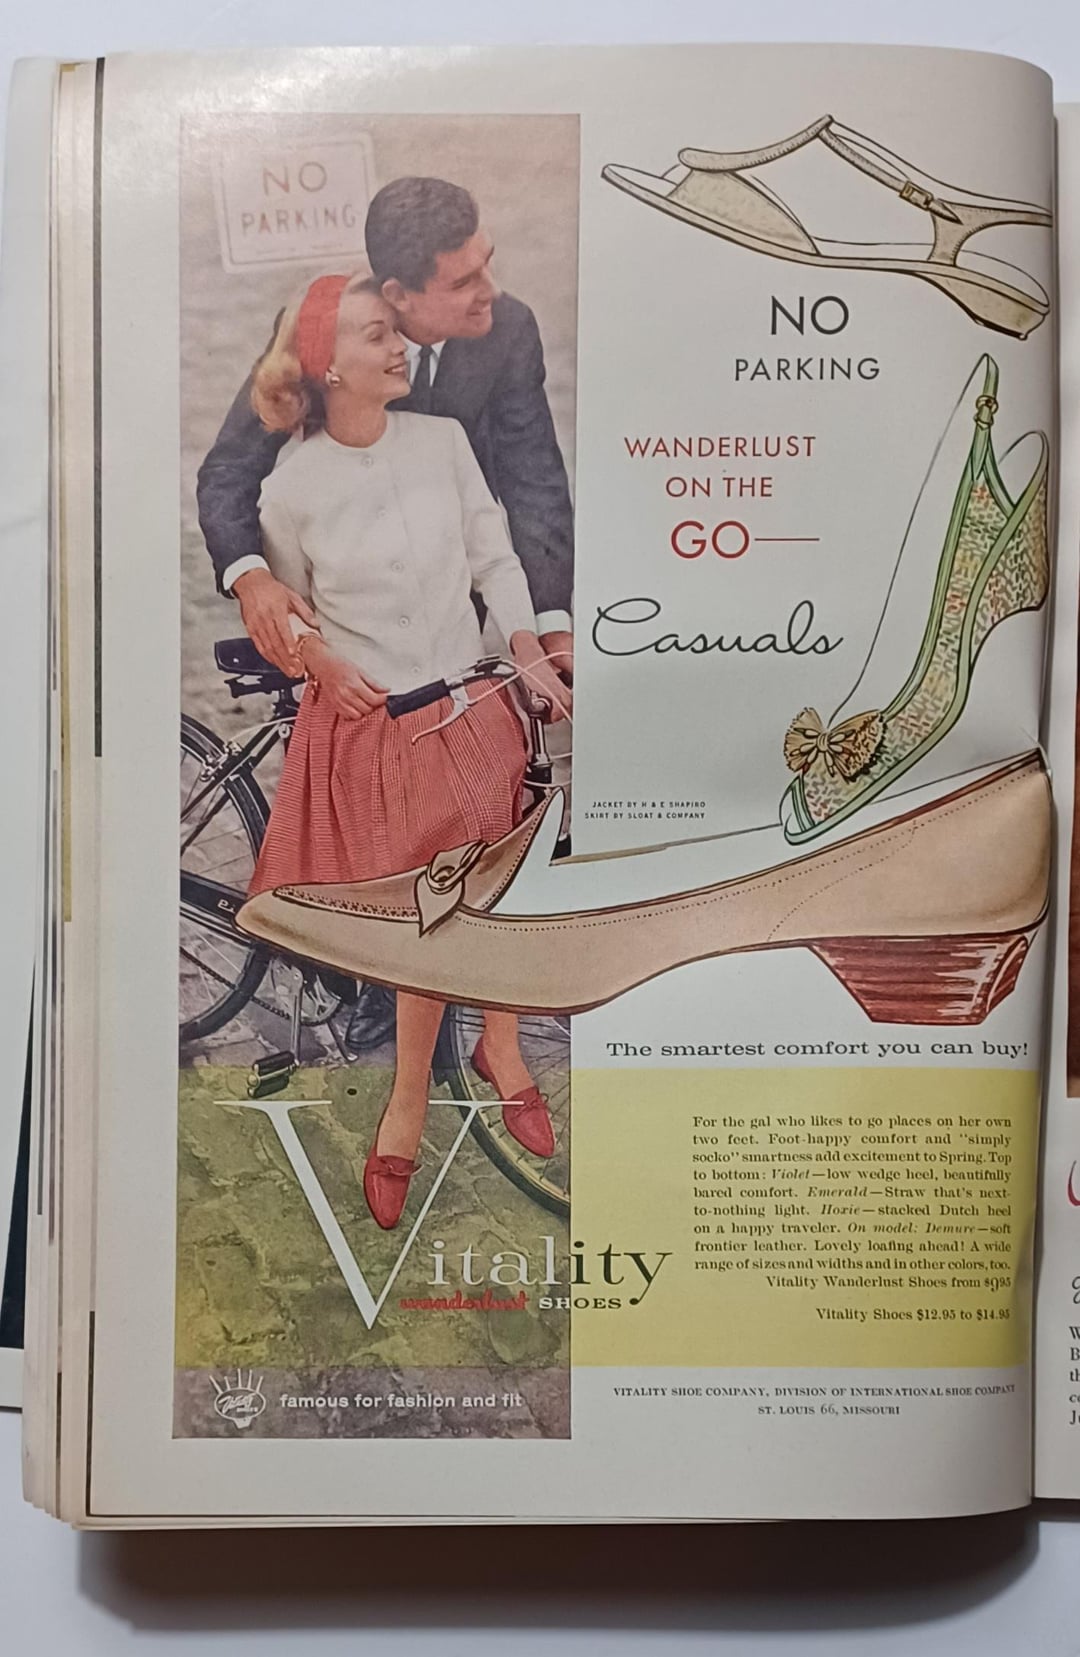 NO
PARKING
NO
PARKING
WANDERLUST
ON THE
GO—
Casuals
JACKET BY H & E SHAPIRO
SKIRT BY SLOAT & COMPANY
The smartest comfort you can buy!
For the gal who likes to go places on her own
two feet. Foot-happy comfort and "simply
socko" smartness add excitement to Spring. Top
to bottom: Violet—low wedge heel, beautifully
bared comfort. Emerald—Straw that's next-
to-nothing light. Hoxie—stacked Dutch heel
on a happy traveler. On model: Demure—soft
frontier leather. Lovely loafing ahead! A wide
range of sizes and widths and in other colors, too.
Vitality Wanderlust Shoes from $995
Vitality Shoes $12.95 to $14.95
Vitality
wanderlust SHOES
famous for fashion and fit
VITALITY SHOE COMPANY, DIVISION OF INTERNATIONAL SHOE COMPANY
ST. LOUIS 66, MISSOURI